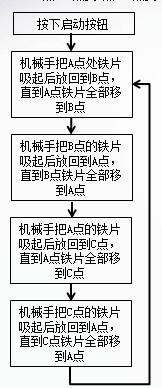 按下启动按钮
机械手把A点处铁片
吸起后放回到B点，
直到A点铁片全部移
到B点
机械手把B点的铁片
吸起后放回到A点，
直到B点铁片全部移
到A点
机械手把A点的铁片
吸起后放回到C点，
直到A点铁片全部移
到C点
机械手把C点的铁片
吸起后放回到A点，
直到C点铁片全部移
到A点